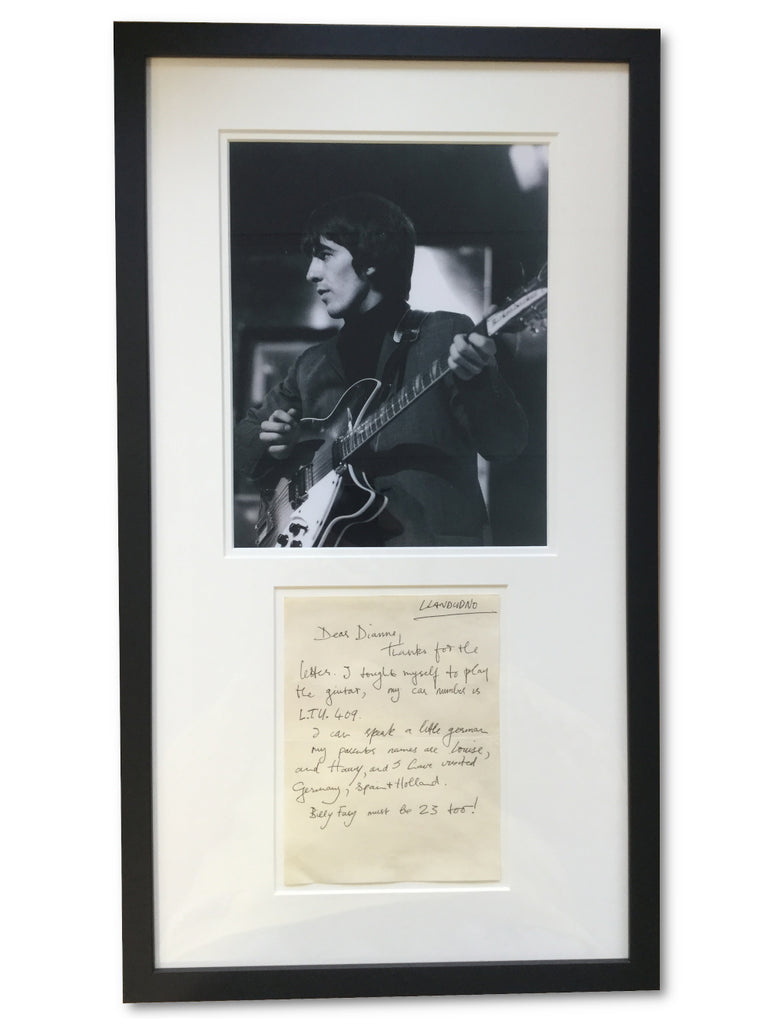 LLANDUDNO
Dear Dianne,
Thanks for the
letter. I tought myself to play
the giutar, my car number is
L.T.U. 409.
I can speak a little german
my parents names are Louise,
and Harry, and I have visited
Germany, Spain + Holland.
Billy Fury must be 23 too!